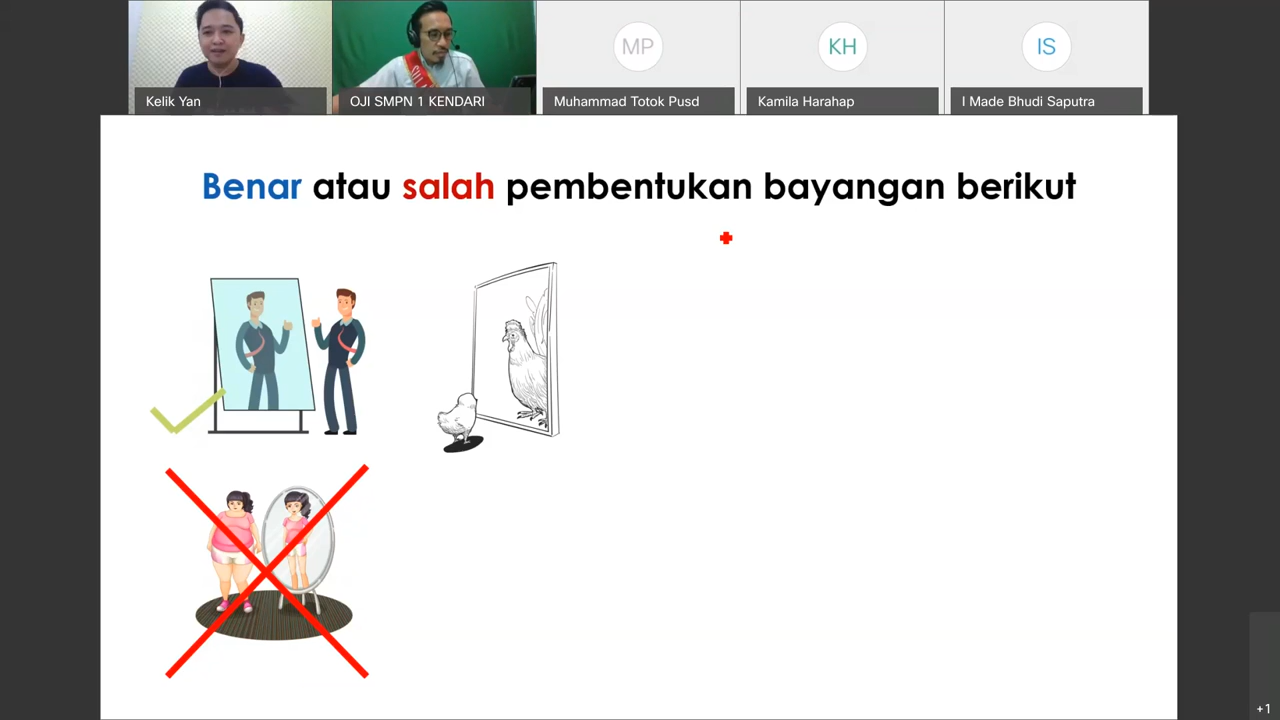 MP
KH
IS
Kelik Yan
OJI SMPN 1 KENDARI
Muhammad Totok Pusd
Kamila Harahap
I Made Bhudi Saputra
Benar atau salah pembentukan bayangan berikut
+1